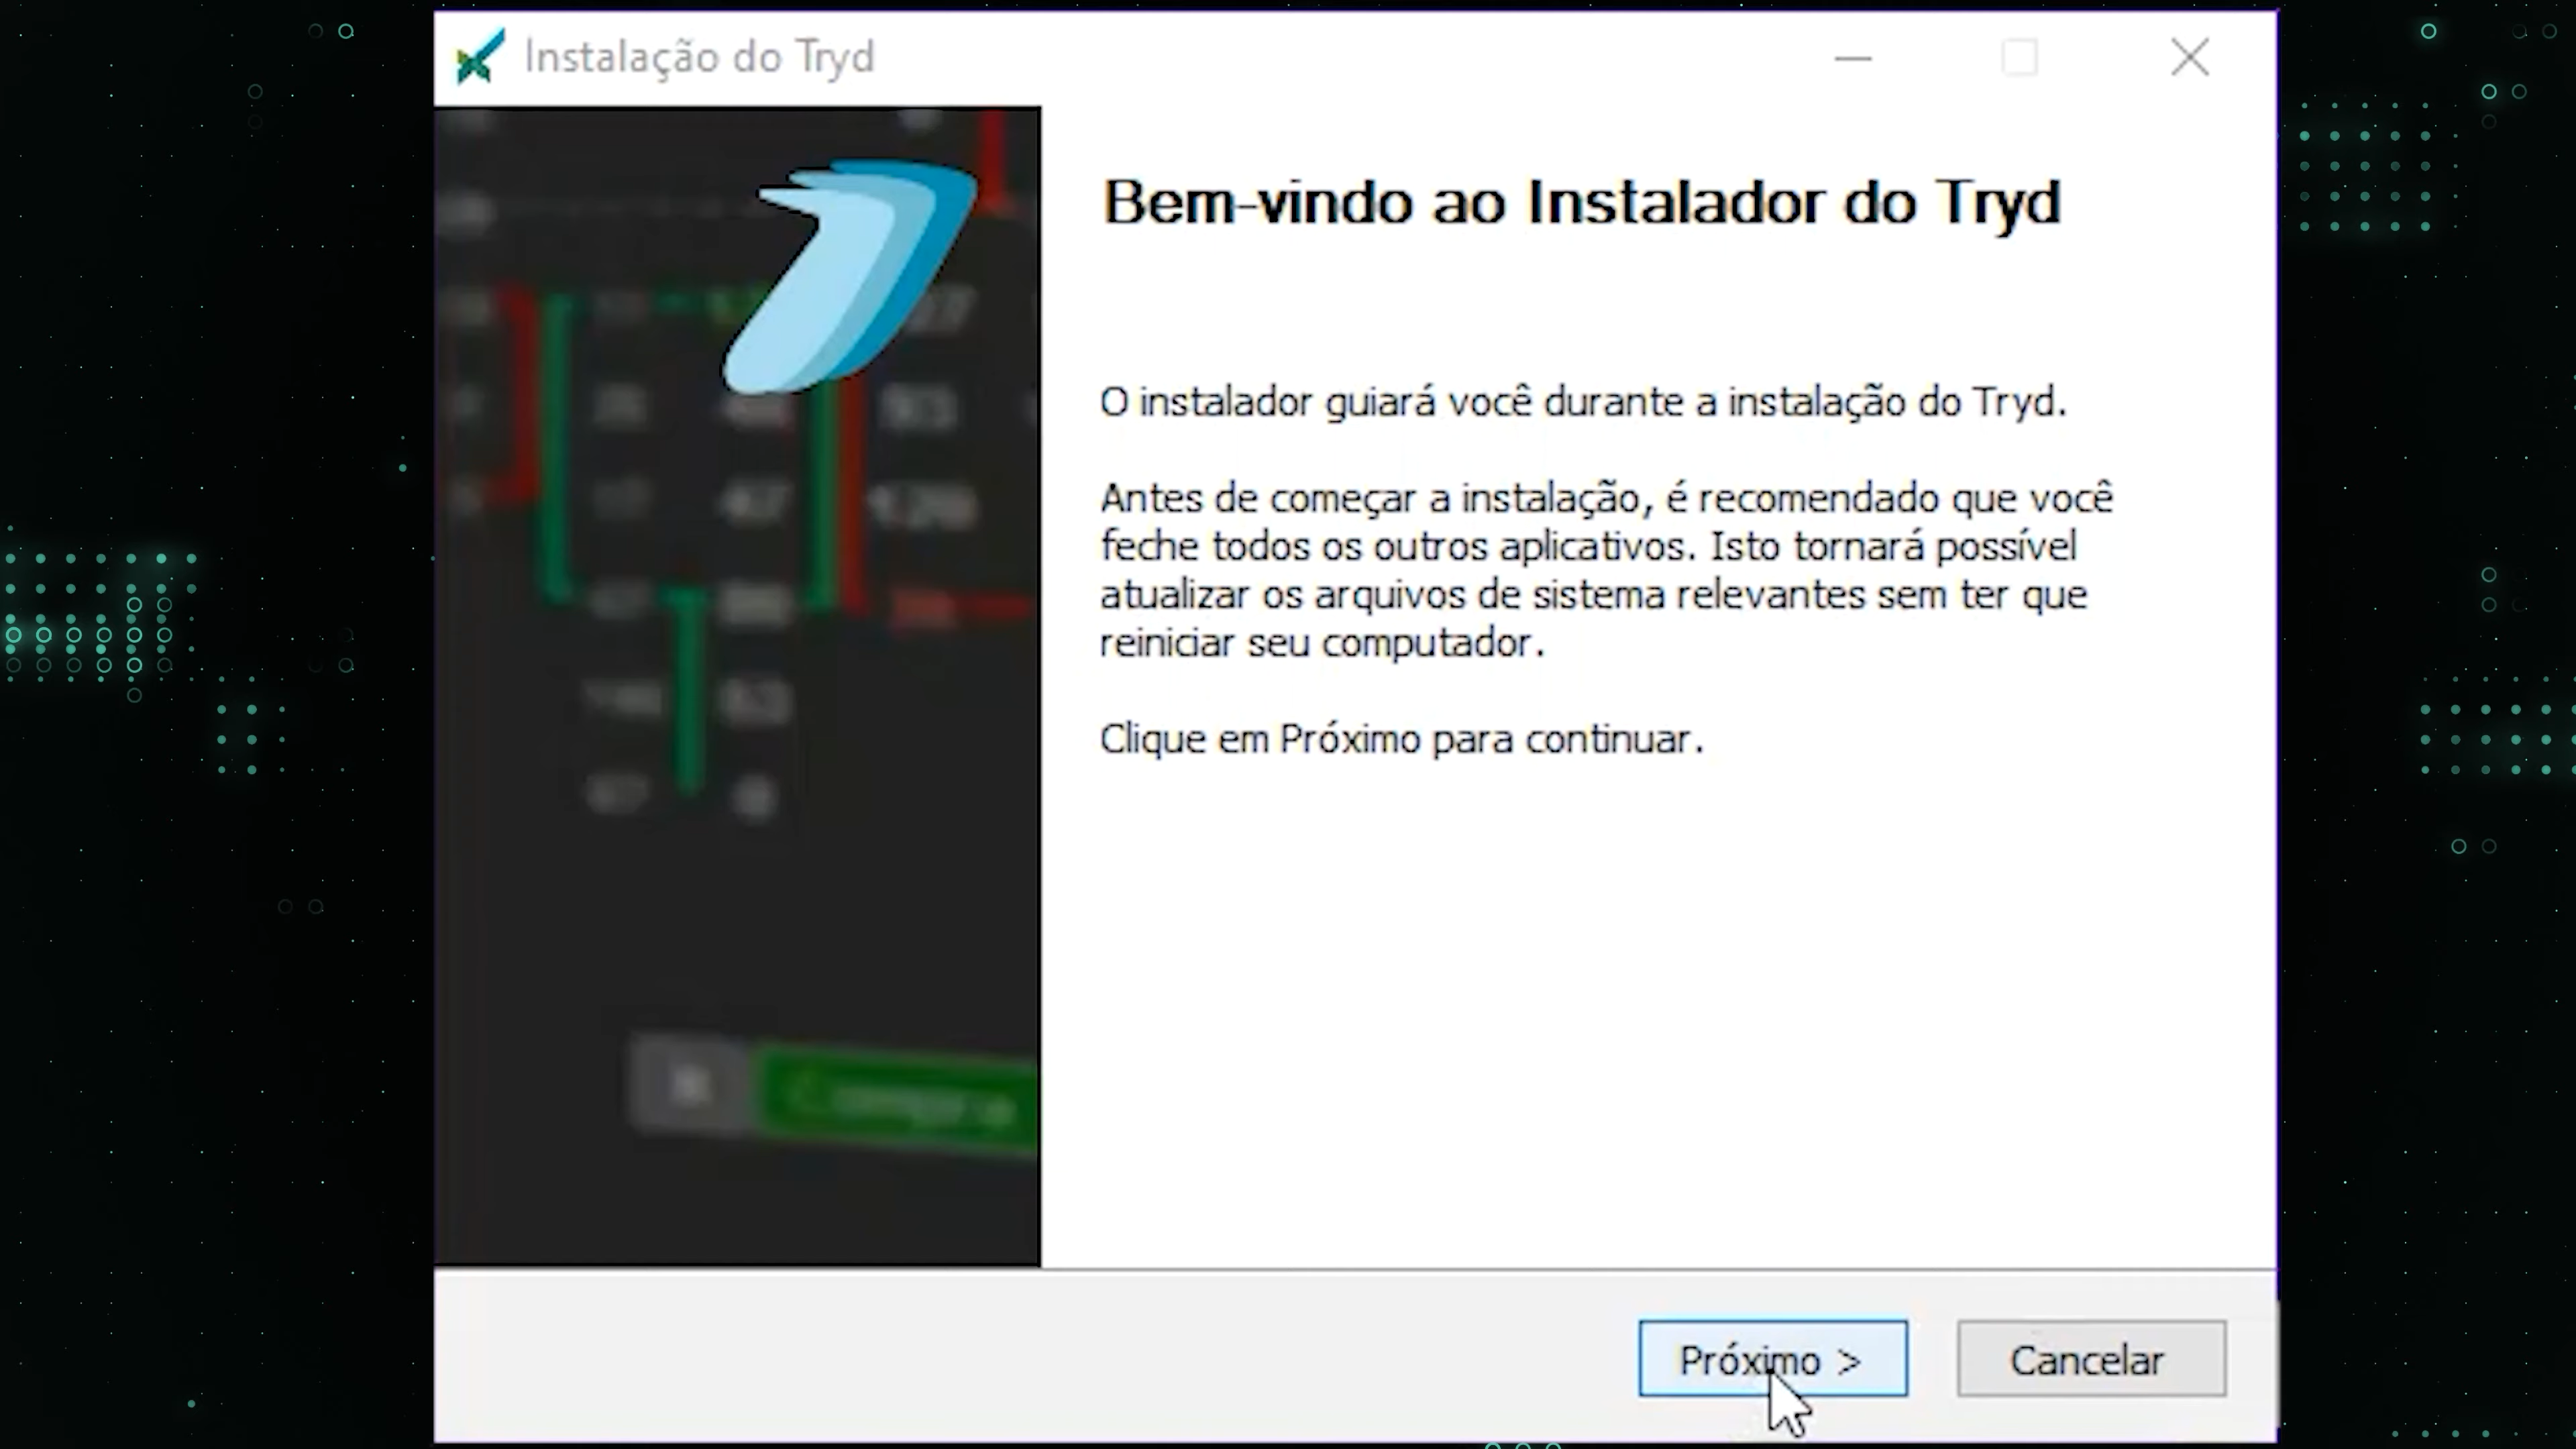 Instalação do Tryd
Bem-vindo ao Instalador do Tryd
O instalador guiará você durante a instalação do Tryd.
Antes de começar a instalação, é recomendado que você
feche todos os outros aplicativos. Isto tornará possível
atualizar os arquivos de sistema relevantes sem ter que
reiniciar seu computador.
Clique em Próximo para continuar.
Próximo >
Cancelar